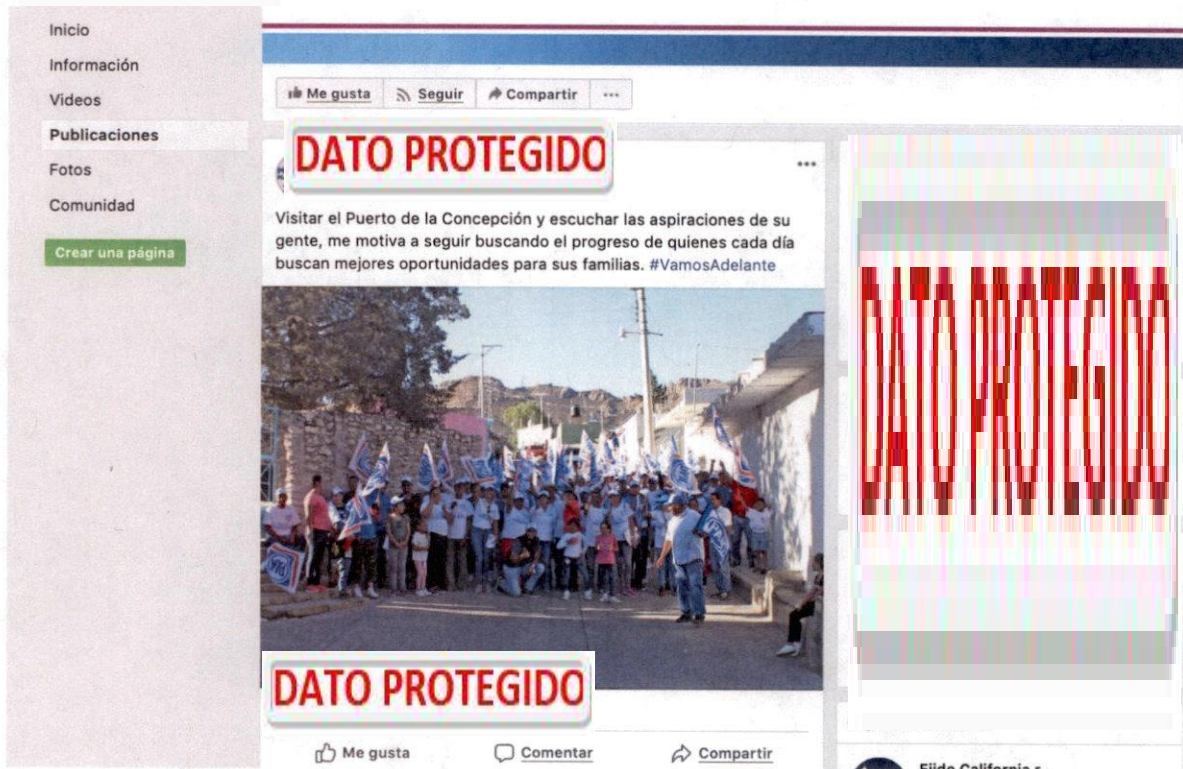 Inicio
Información
Videos
Publicaciones
Fotos
Comunidad
Crear una página
Me gusta
Seguir
Compartir
DATO PROTEGIDO
Visitar el Puerto de la Concepción y escuchar las aspiraciones de su
gente, me motiva a seguir buscando el progreso de quienes cada día
buscan mejores oportunidades para sus familias. #VamosAdelante
DATO PROTEGIDO
Me gusta
Comentar
Compartir
DATO PROTEGIDO